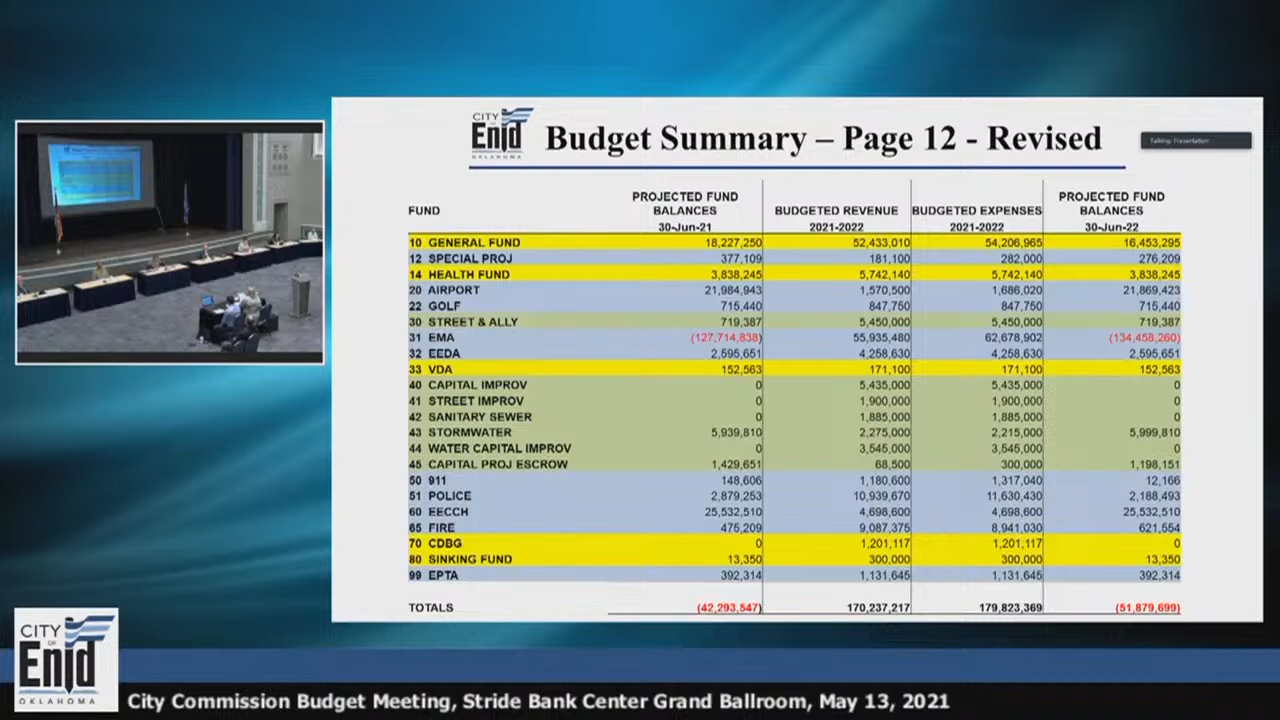 CITY
OF
Enid
OKLAHOMA
Budget Summary – Page 12 - Revised
Talking: Presentation
FUND PROJECTED FUND BALANCES 30-Jun-21 BUDGETED REVENUE 2021-2022 BUDGETED EXPENSES 2021-2022 PROJECTED FUND BALANCES 30-Jun-22
10 GENERAL FUND 18,227,250 52,433,010 54,206,965 16,453,295
12 SPECIAL PROJ 377,109 181,100 282,000 276,209
14 HEALTH FUND 3,838,245 5,742,140 5,742,140 3,838,245
20 AIRPORT 21,984,943 1,570,500 1,686,020 21,869,423
22 GOLF 715,440 847,750 847,750 715,440
30 STREET & ALLY 719,387 5,450,000 5,450,000 719,387
31 EMA (127,714,838) 55,935,480 62,678,902 (134,458,260)
32 EEDA 2,595,651 4,258,630 4,258,630 2,595,651
33 VDA 152,563 171,100 171,100 152,563
40 CAPITAL IMPROV 0 5,435,000 5,435,000 0
41 STREET IMPROV 0 1,900,000 1,900,000 0
42 SANITARY SEWER 0 1,885,000 1,885,000 0
43 STORMWATER 5,939,810 2,275,000 2,215,000 5,999,810
44 WATER CAPITAL IMPROV 0 3,545,000 3,545,000 0
45 CAPITAL PROJ ESCROW 1,429,651 68,500 300,000 1,198,151
50 911 148,606 1,180,600 1,317,040 12,166
51 POLICE 2,879,253 10,939,670 11,630,430 2,188,493
60 EECCH 25,532,510 4,698,600 4,698,600 25,532,510
65 FIRE 475,209 9,087,375 8,941,030 621,554
70 CDBG 0 1,201,117 1,201,117 0
80 SINKING FUND 13,350 300,000 300,000 13,350
99 EPTA 392,314 1,131,645 1,131,645 392,314
TOTALS (42,293,547) 170,237,217 179,823,369 (51,879,699)
CITY
OF
Enid
OKLAHOMA
City Commission Budget Meeting, Stride Bank Center Grand Ballroom, May 13, 2021